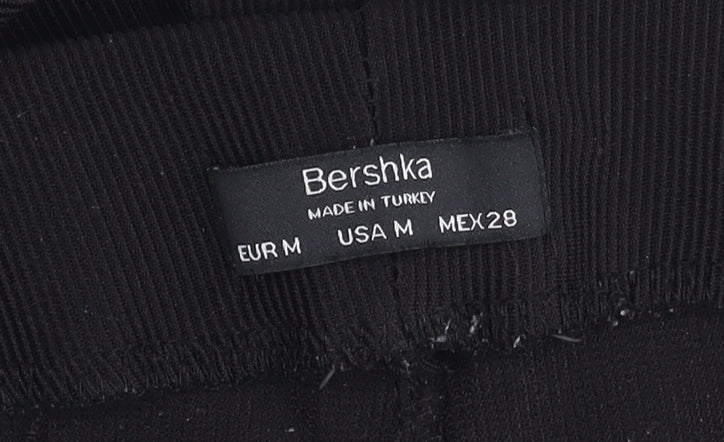 Bershka
MADE IN TURKEY
EUR M USA M MEX 28